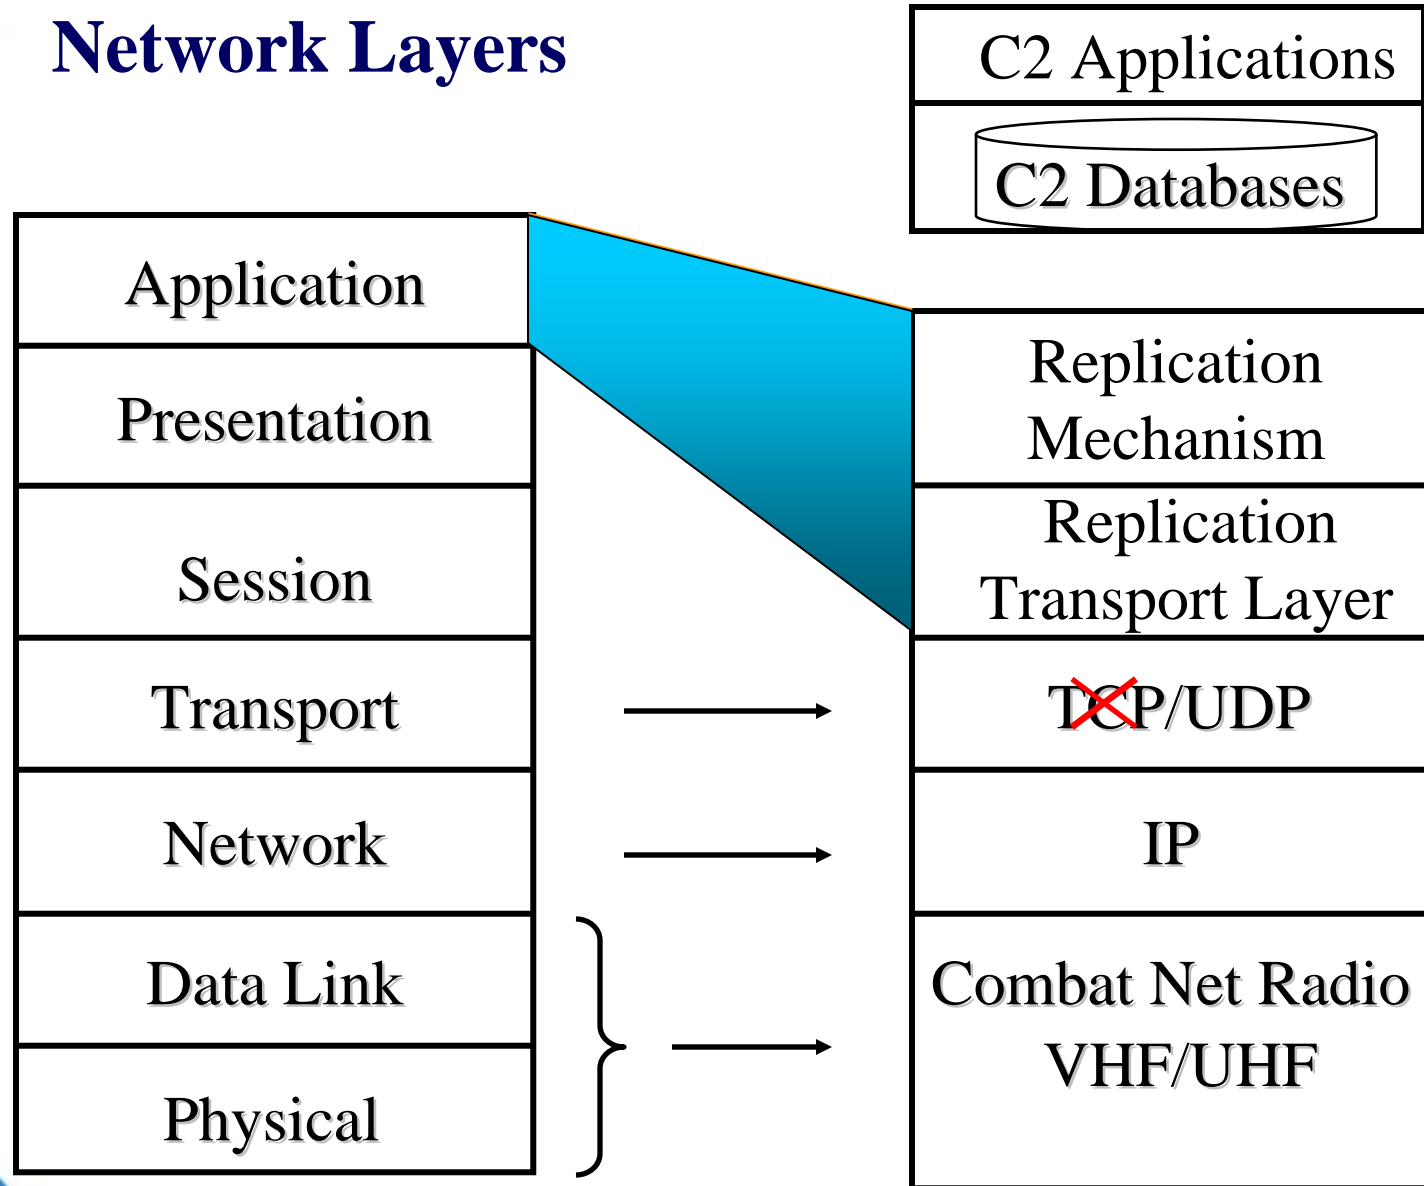 Network Layers
C2 Applications
C2 Databases
Application
Presentation
Session
Transport
Network
Data Link
Physical
Replication
Mechanism
Replication
Transport Layer
TCP/UDP
IP
Combat Net Radio
VHF/UHF